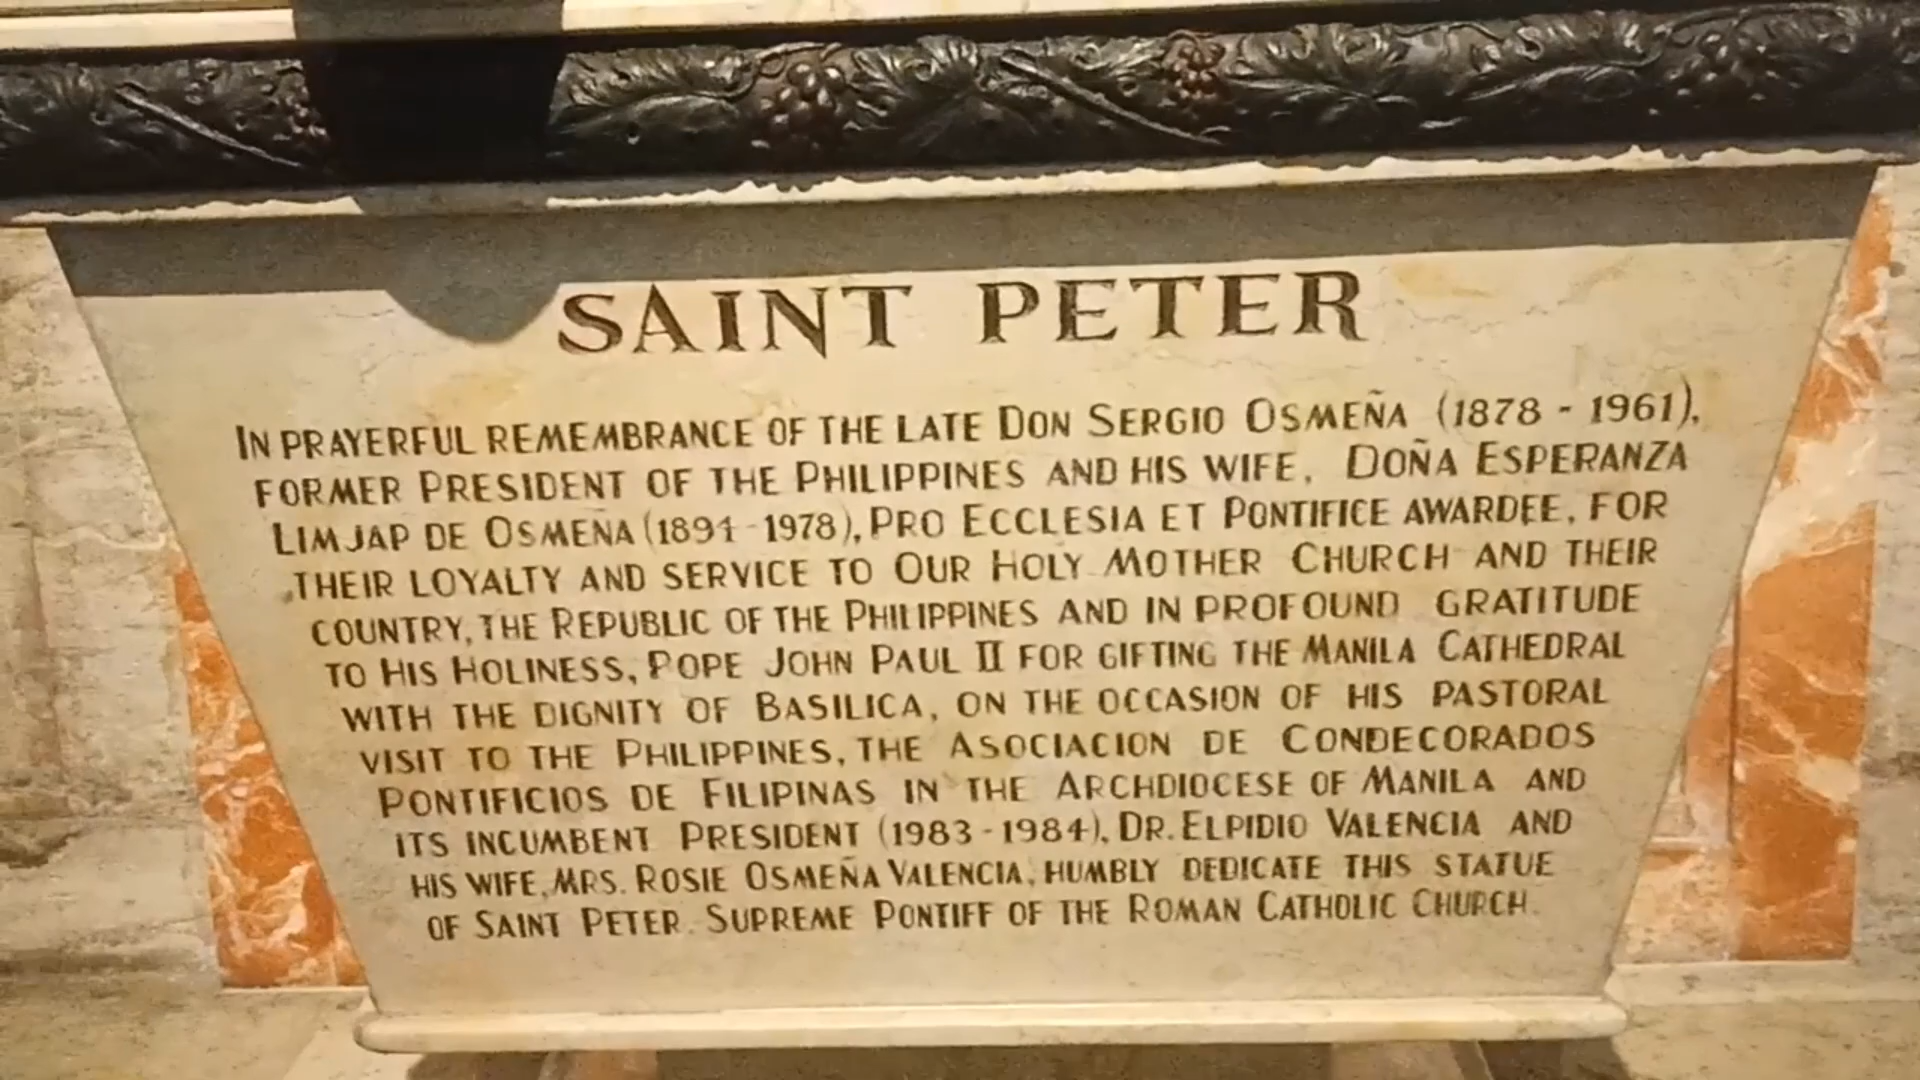 SAINT PETER
IN PRAYERFUL REMEMBRANCE OF THE LATE DON SERGIO OSMEÑA (1878 - 1961),
FORMER PRESIDENT OF THE PHILIPPINES AND HIS WIFE, DOÑA ESPERANZA
LIMJAP DE OSMEÑA (1894-1978), PRO ECCLESIA ET PONTIFICE AWARDEE, FOR
THEIR LOYALTY AND SERVICE TO OUR HOLY MOTHER CHURCH AND THEIR
COUNTRY, THE REPUBLIC OF THE PHILIPPINES AND IN PROFOUND GRATITUDE
TO HIS HOLINESS, POPE JOHN PAUL II FOR GIFTING THE MANILA CATHEDRAL
WITH THE DIGNITY OF BASILICA, ON THE OCCASION OF HIS PASTORAL
VISIT TO THE PHILIPPINES, THE ASOCIACION DE CONDECORADOS
PONTIFICIOS DE FILIPINAS IN THE ARCHDIOCESE OF MANILA AND
ITS INCUMBENT PRESIDENT (1983-1984), DR. ELPIDIO VALENCIA AND
HIS WIFE, MRS. ROSIE OSMEÑA VALENCIA, HUMBLY DEDICATE THIS STATUE
OF SAINT PETER, SUPREME PONTIFF OF THE ROMAN CATHOLIC CHURCH.